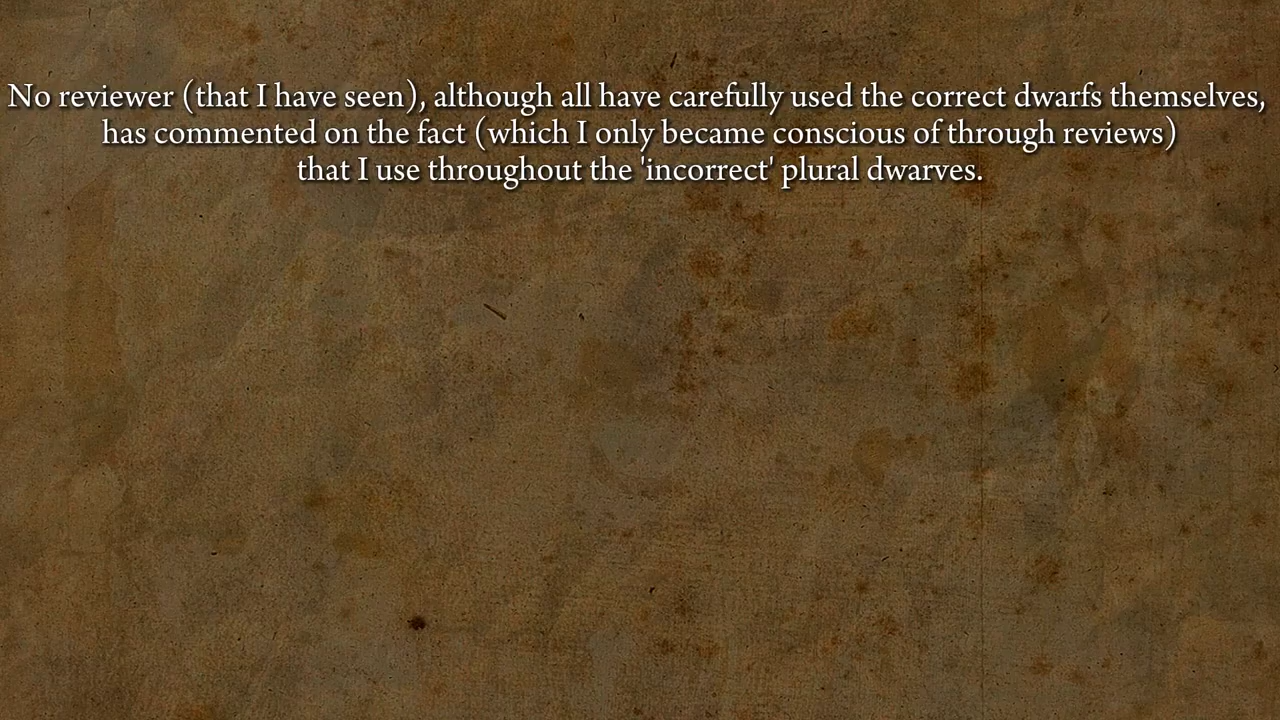 No reviewer (that I have seen), although all have carefully used the correct dwarfs themselves,
has commented on the fact (which I only became conscious of through reviews)
that I use throughout the 'incorrect' plural dwarves.